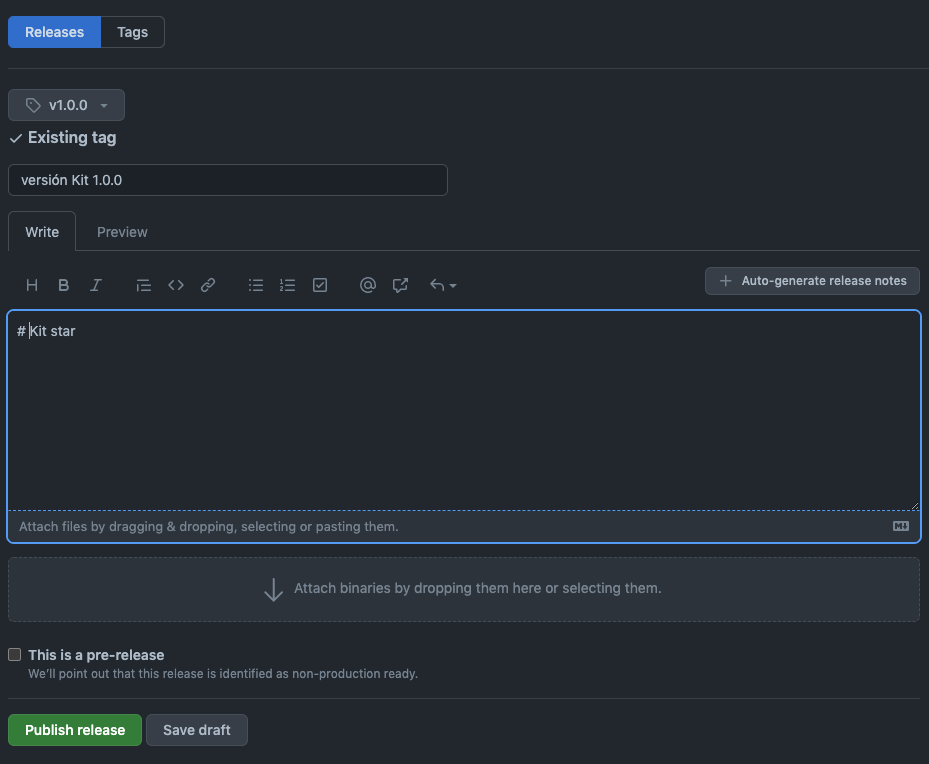 Releases Tags
v1.0.0
Existing tag
versión Kit 1.0.0
Write Preview
H B I @ Auto-generate release notes
# Kit star
Attach files by dragging & dropping, selecting or pasting them.
Attach binaries by dropping them here or selecting them.
This is a pre-release
We'll point out that this release is identified as non-production ready.
Publish release Save draft